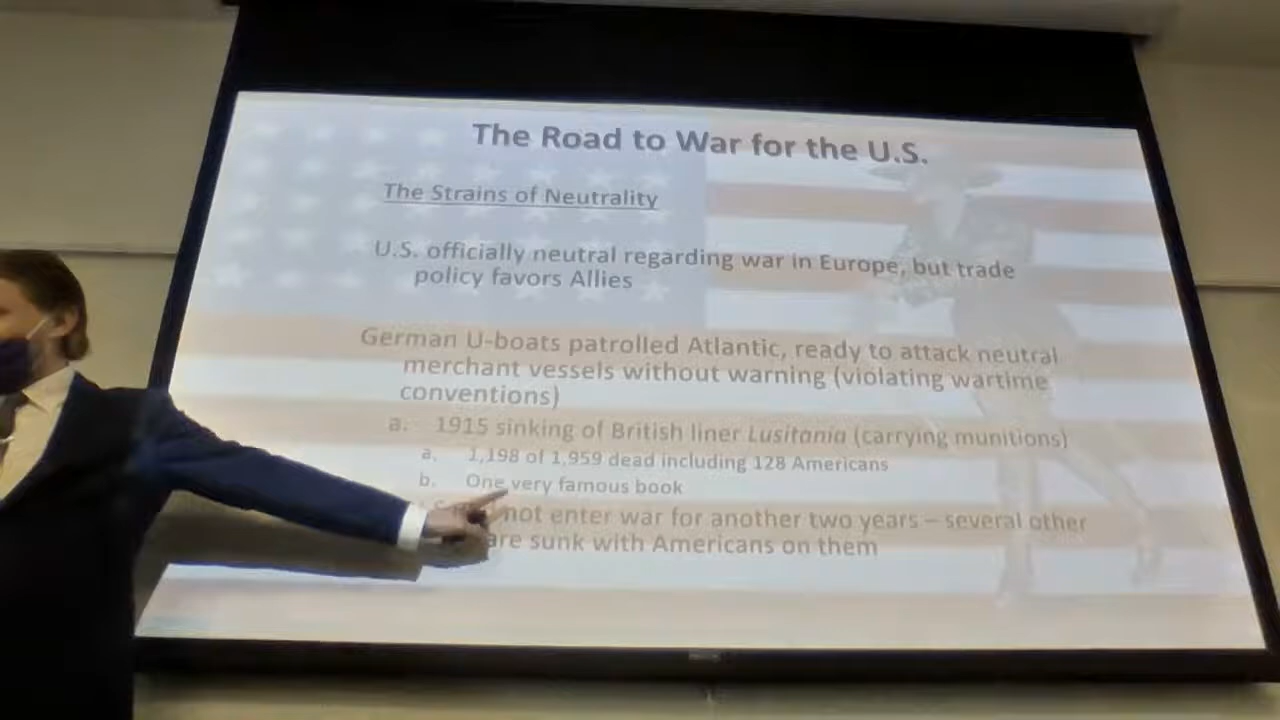 The Road to War for the U.S.
The Strains of Neutrality
U.S. officially neutral regarding war in Europe, but trade
policy favors Allies
German U-boats patrolled Atlantic, ready to attack neutral
merchant vessels without warning (violating wartime
conventions)
a. 1915 sinking of British liner Lusitania (carrying munitions)
a. 1,198 of 1,959 dead including 128 Americans
b. One very famous book
not enter war for another two years – several other
are sunk with Americans on them